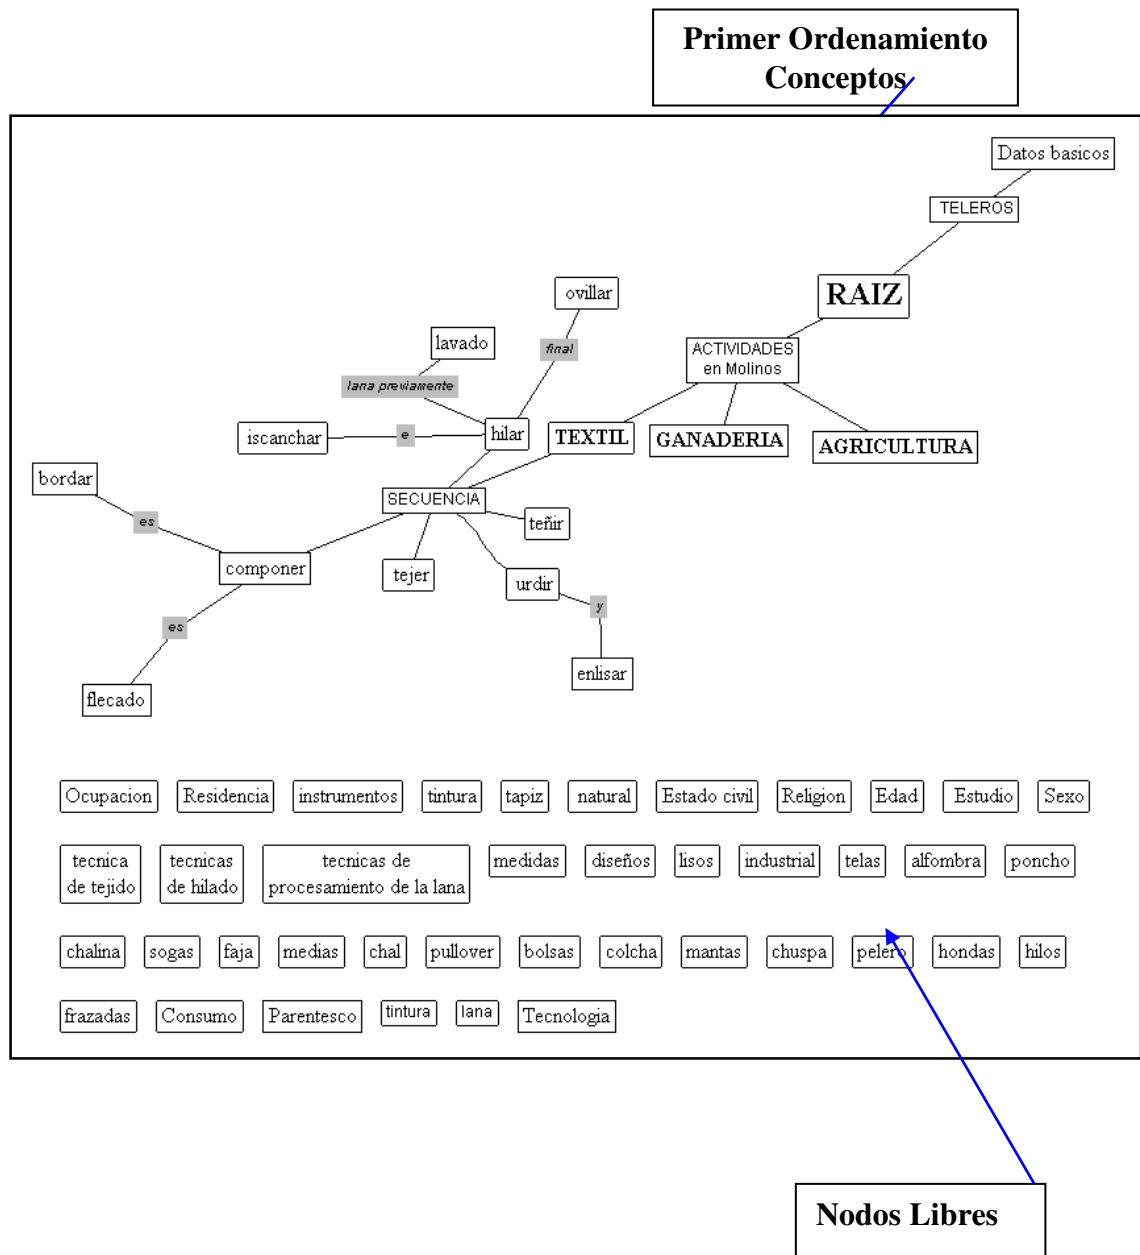 Primer Ordenamiento
Conceptos
Datos basicos
TELEROS
RAIZ
ovillar
lavado
final
ACTIVIDADES
en Molinos
lana previamente
iscanchar
e
hilar
TEXTIL
GANADERIA
AGRICULTURA
bordar
SECUENCIA
es
teñir
componer
tejer
urdir
y
es
enlisar
flecado
Ocupacion
Residencia
instrumentos
tintura
tapiz
natural
Estado civil
Religion
Edad
Estudio
Sexo
tecnica
de tejido
tecnicas
de hilado
tecnicas de
procesamiento de la lana
medidas
diseños
lisos
industrial
telas
alfombra
poncho
chalina
sogas
faja
medias
chal
pullover
bolsas
colcha
mantas
chuspa
pelero
hondas
hilos
frazadas
Consumo
Parentesco
tintura
lana
Tecnologia
Nodos Libres